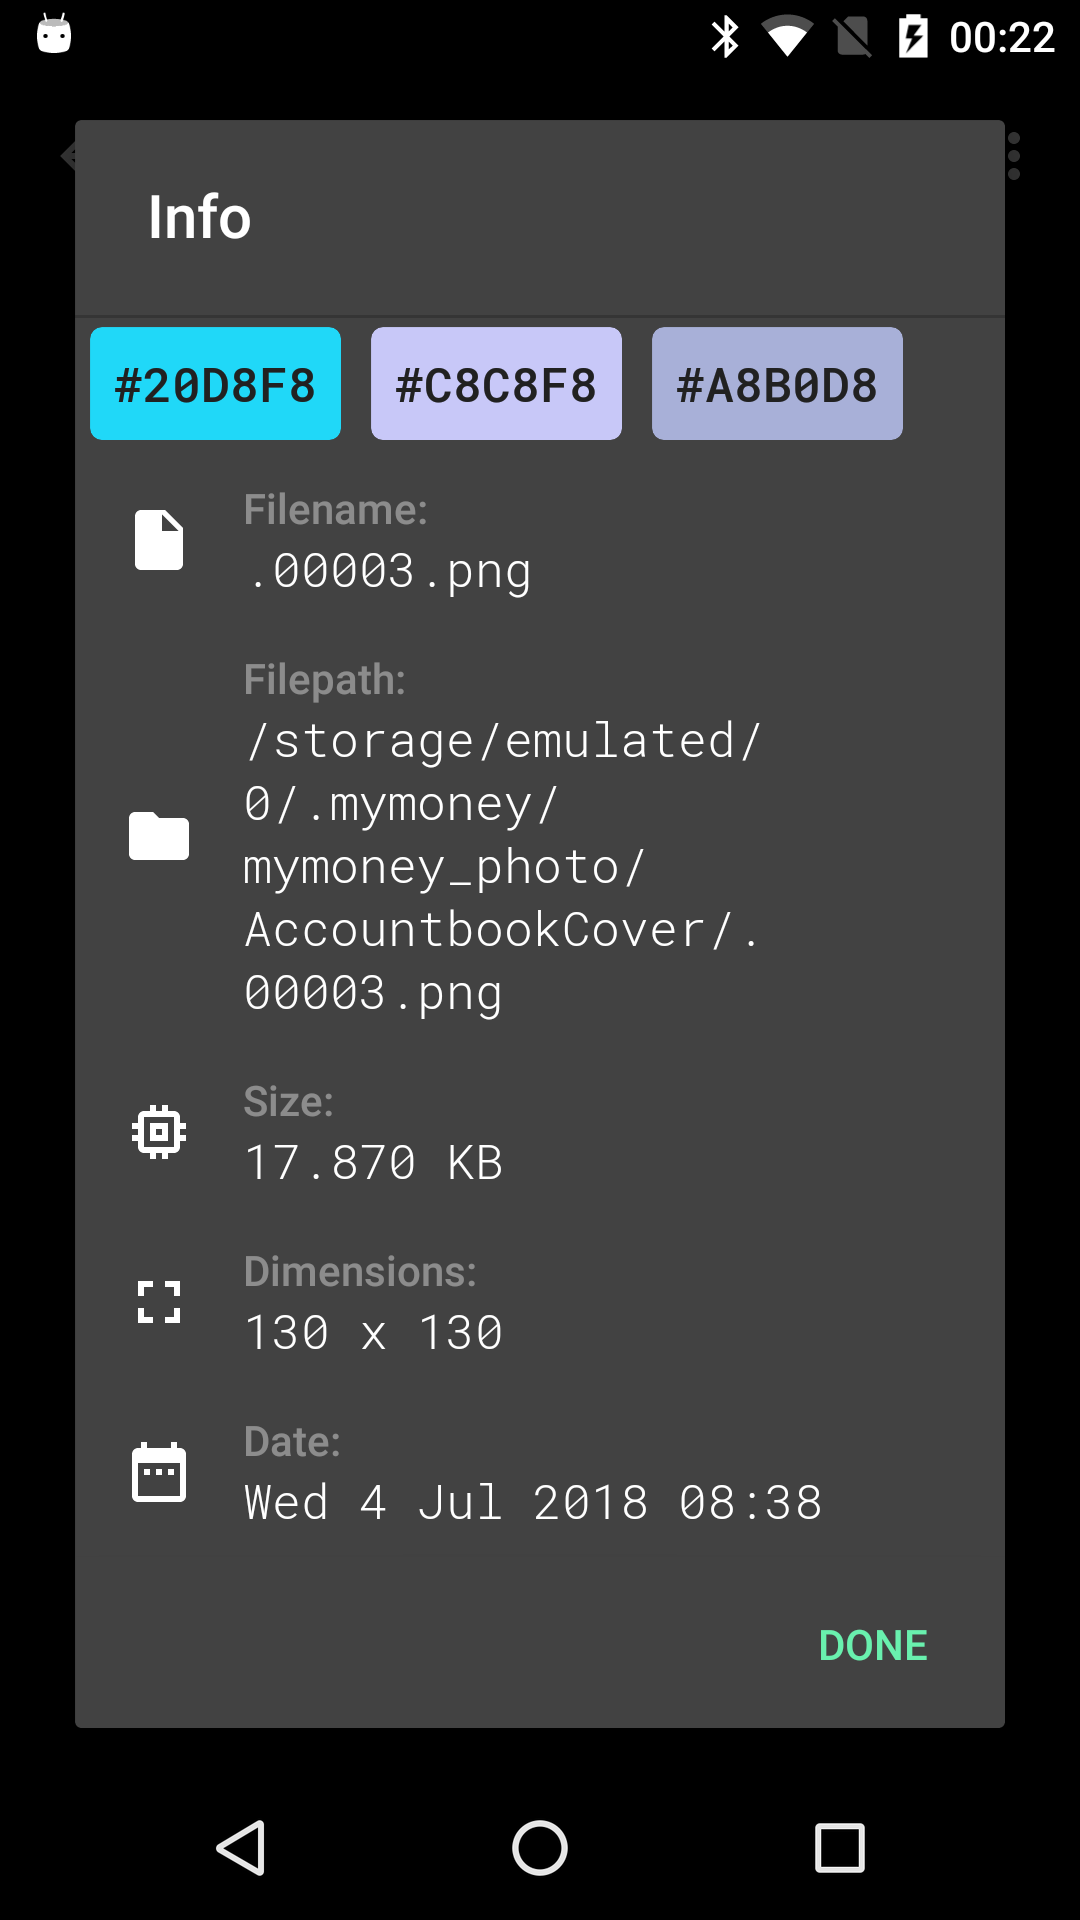 00:22
Info
#20D8F8 #C8C8F8 #A8B0D8
Filename:
.00003.png
Filepath:
/storage/emulated/
0/.mymoney/
mymoney_photo/
AccountbookCover/.
00003.png
Size:
17.870 KB
Dimensions:
130 x 130
Date:
Wed 4 Jul 2018 08:38
DONE